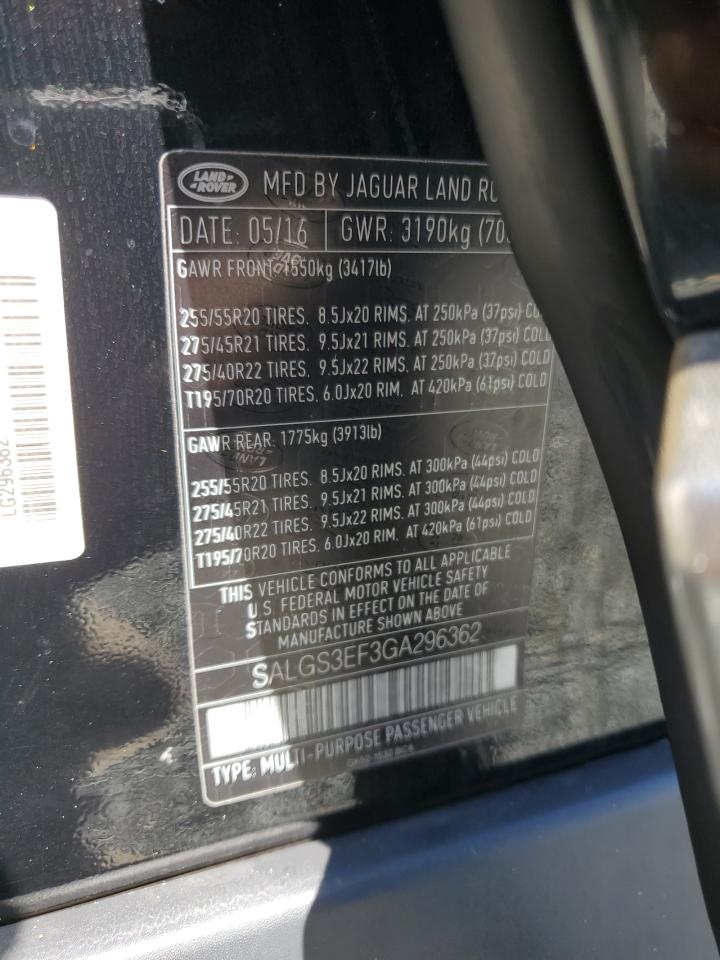 LAND ROVER
MFD BY JAGUAR LAND
DATE: 05/16 GWR: 3190kg
GAWR FRONT: 1550kg (3417lb)
255/55R20 TIRES. 8.5Jx20 RIMS. AT 250kPa (37psi)
275/45R21 TIRES. 9.5Jx21 RIMS. AT 250kPa (37psi) COLD
275/40R22 TIRES. 9.5Jx22 RIMS. AT 250kPa (37psi) COLD
T195/70R20 TIRES. 6.0Jx20 RIM. AT 420kPa (61psi) COLD
GAWR REAR: 1775kg (3913lb)
255/55R20 TIRES. 8.5Jx20 RIMS. AT 300kPa (44psi) COLD
275/45R21 TIRES. 9.5Jx21 RIMS. AT 300kPa (44psi) COLD
275/40R22 TIRES. 9.5Jx22 RIMS. AT 300kPa (44psi) COLD
T195/70R20 TIRES. 6.0Jx20 RIM. AT 420kPa (61psi) COLD
THIS VEHICLE CONFORMS TO ALL APPLICABLE
U.S. FEDERAL MOTOR VEHICLE SAFETY
STANDARDS IN EFFECT ON THE DATE OF
MANUFACTURE SHOWN ABOVE
SALGS3EF3GA296362
TYPE: MULTI-PURPOSE PASSENGER VEHICLE
LG296362